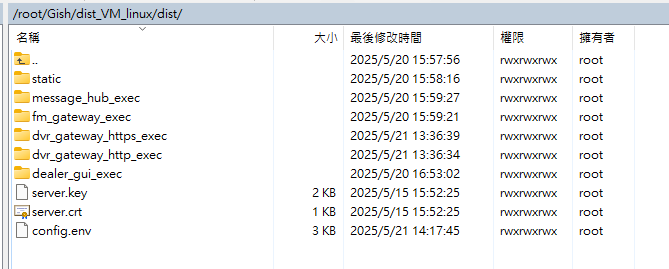 /root/Gish/dist_VM_linux/dist/
名稱 大小 最後修改時間 權限 擁有者
.. 2025/5/20 15:57:56 rwxrwxrwx root
static 2025/5/20 15:58:16 rwxrwxrwx root
message_hub_exec 2025/5/20 15:59:27 rwxrwxrwx root
fm_gateway_exec 2025/5/20 15:59:21 rwxrwxrwx root
dvr_gateway_https_exec 2025/5/21 13:36:39 rwxrwxrwx root
dvr_gateway_http_exec 2025/5/21 13:36:34 rwxrwxrwx root
dealer_gui_exec 2025/5/20 16:53:02 rwxrwxrwx root
server.key 2 KB 2025/5/15 15:52:25 rwxrwxrwx root
server.crt 1 KB 2025/5/15 15:52:25 rwxrwxrwx root
config.env 3 KB 2025/5/21 14:17:45 rwxrwxrwx root